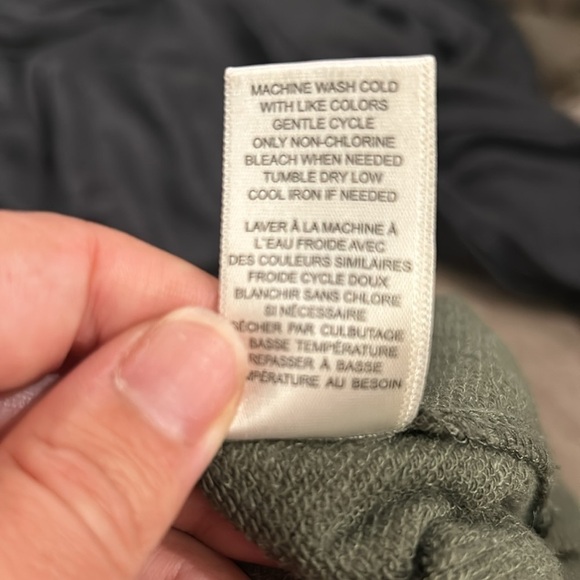 MACHINE WASH COLD
WITH LIKE COLORS
GENTLE CYCLE
ONLY NON-CHLORINE
BLEACH WHEN NEEDED
TUMBLE DRY LOW
COOL IRON IF NEEDED
LAVER À LA MACHINE À
L'EAU FROIDE AVEC
DES COULEURS SIMILAIRES
FROIDE CYCLE DOUX
BLANCHIR SANS CHLORE
SI NÉCESSAIRE
SÉCHER PAR CULBUTAGE
BASSE TEMPÉRATURE
REPASSER À BASSE
MPÉRATURE AU BESOIN